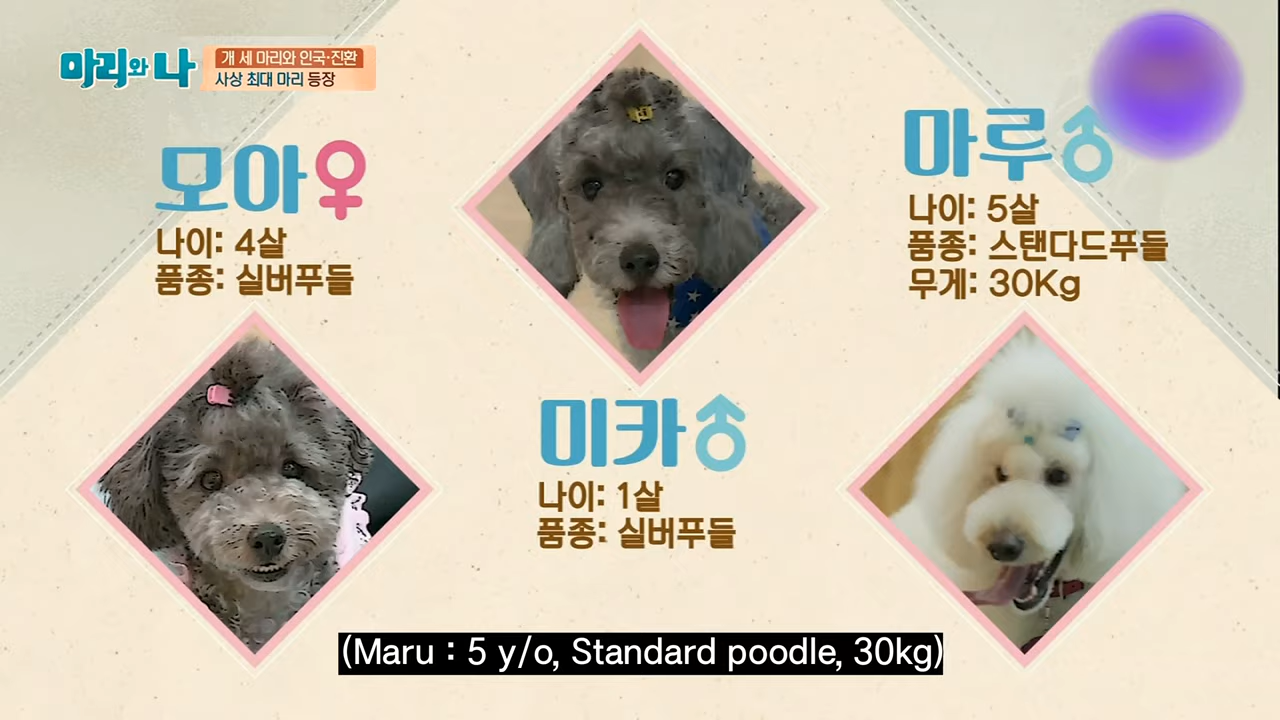 마리와 나
개 세 마리와 인국·진환
사상 최대 마리 등장
모아♀
나이: 4살
품종: 실버푸들
미카♂
나이: 1살
품종: 실버푸들
마루♂
나이: 5살
품종: 스탠다드푸들
무게: 30Kg
(Maru : 5 y/o, Standard poodle, 30kg)